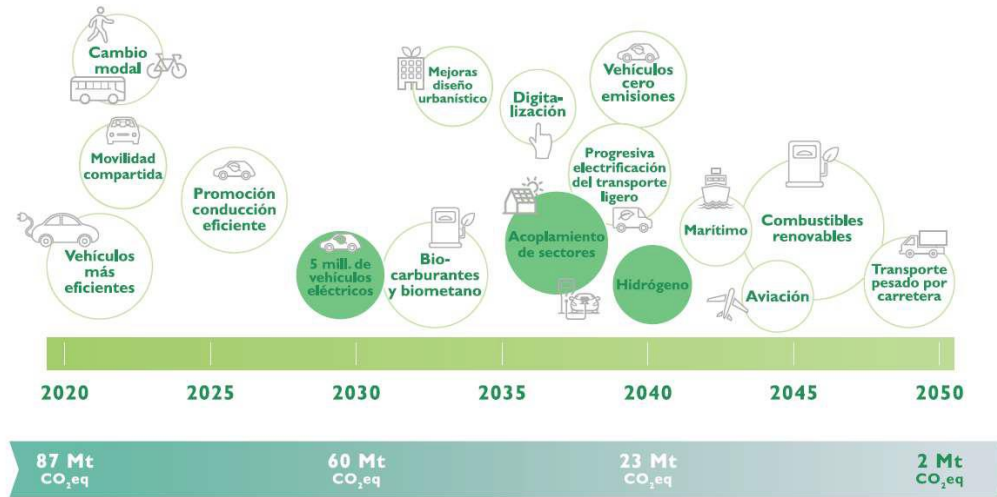 Cambio
modal
Movilidad
compartida
Vehículos
más
eficientes
Promoción
conducción
eficiente
5 mill. de
vehículos
eléctricos
Mejoras
diseño
urbanístico
Bio-
carburantes
y biometano
Digita-
lización
Acoplamiento
de sectores
Vehículos
cero
emisiones
Progresiva
electrificación
del transporte
ligero
Hidrógeno
Marítimo
Aviación
Combustibles
renovables
Transporte
pesado por
carretera
2020 2025 2030 2035 2040 2045 2050
87 Mt 60 Mt 23 Mt 2 Mt
CO₂eq CO₂eq CO₂eq CO₂eq